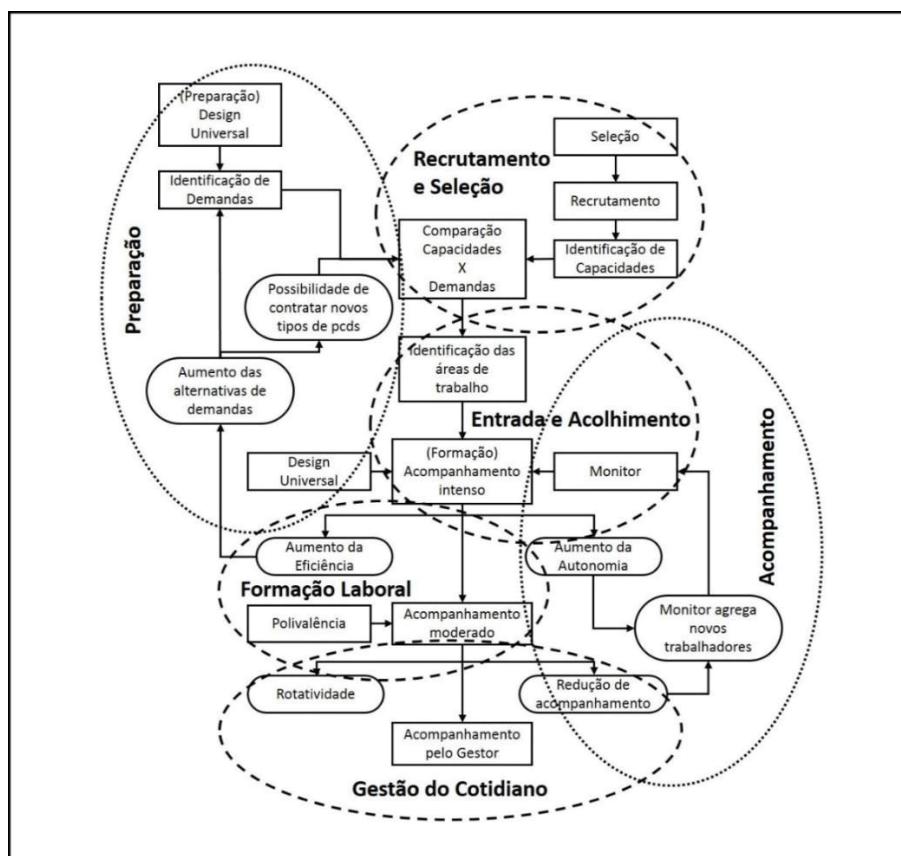 (Preparação)
Design
Universal
Identificação de
Demandas
Preparação
Possibilidade de
contratar novos
tipos de pcds
Aumento das
alternativas de
demandas
Recrutamento
e Seleção
Seleção
Recrutamento
Identificação de
Capacidades
Comparação
Capacidades
X
Demandas
Identificação das
áreas de
trabalho
Entrada e Acolhimento
Design
Universal
(Formação)
Acompanhamento
intenso
Monitor
Acompanhamento
Aumento da
Eficiência
Aumento da
Autonomia
Formação Laboral
Polivalência
Acompanhamento
moderado
Monitor agrega
novos
trabalhadores
Rotatividade
Redução de
acompanhamento
Acompanhamento
pelo Gestor
Gestão do Cotidiano